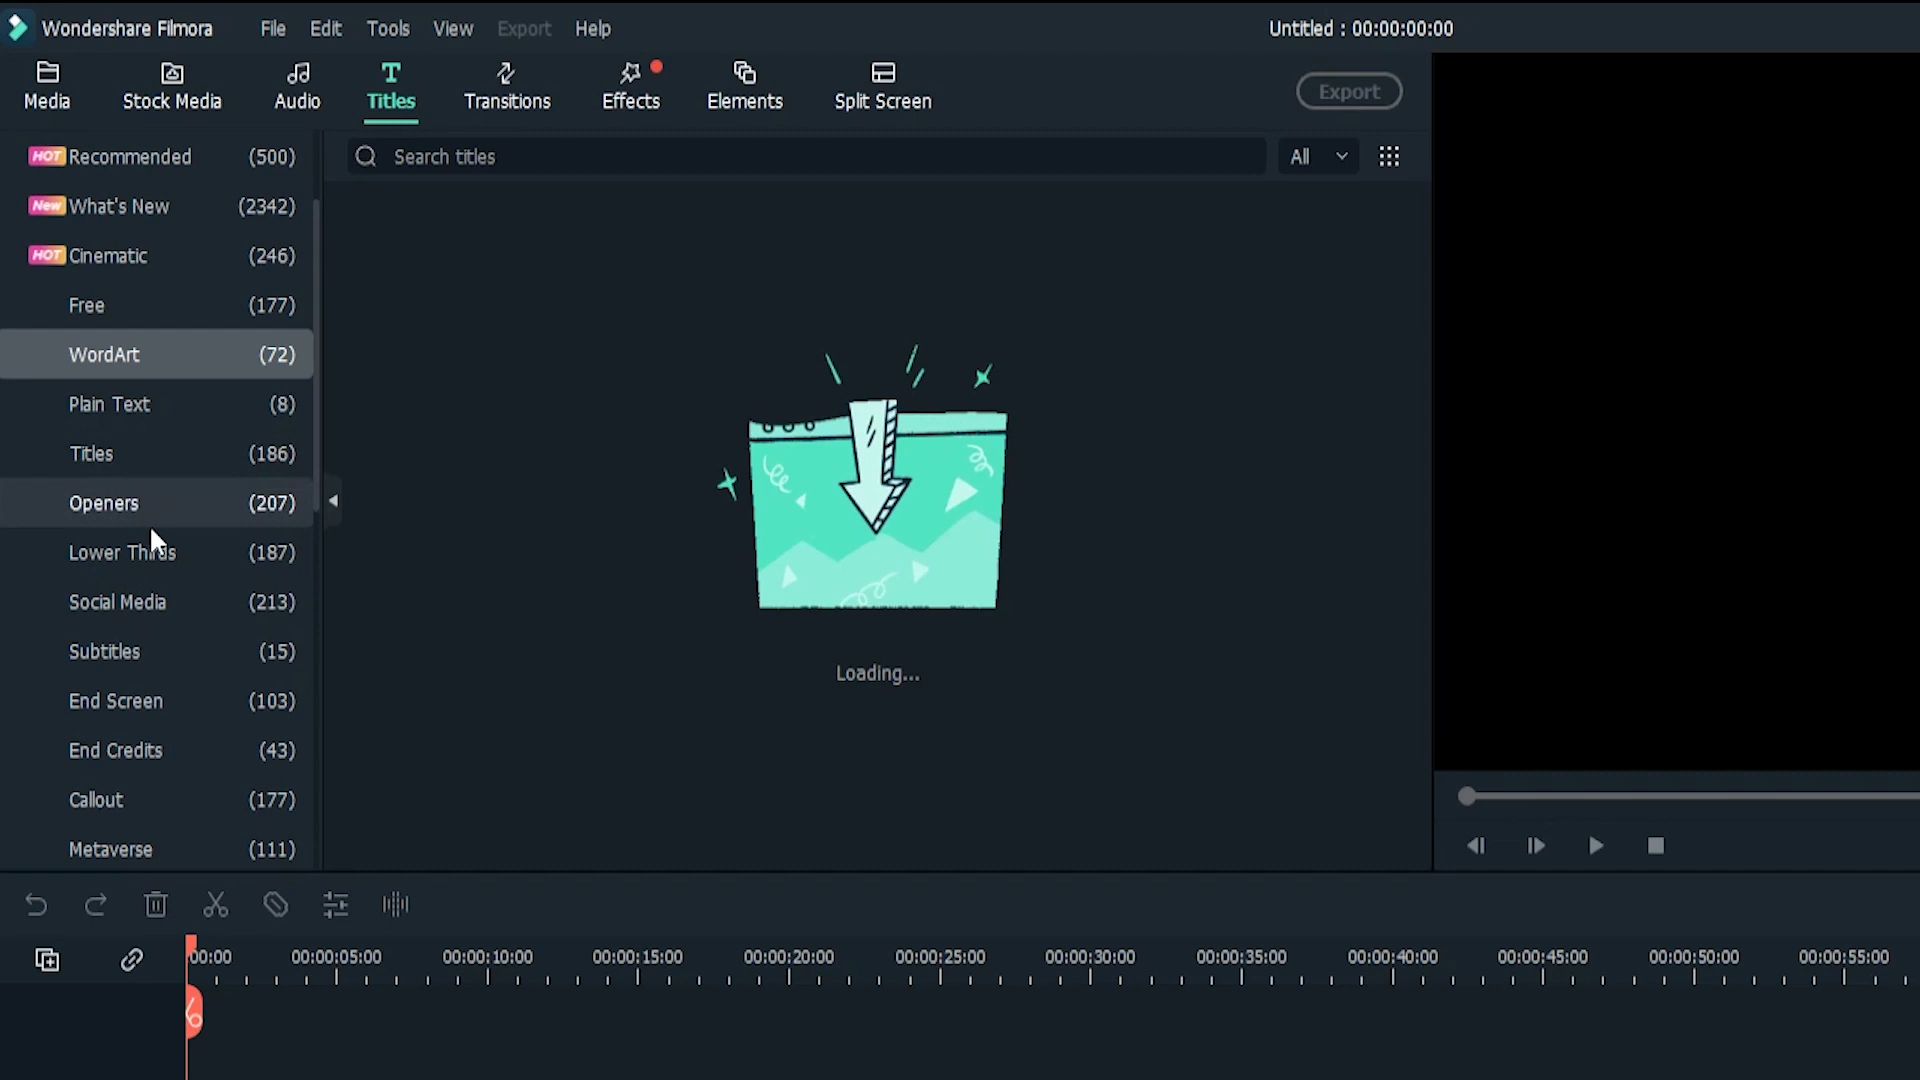 Wondershare Filmora File Edit Tools View Export Help Untitled : 00:00:00:00
Media Stock Media Audio Titles Transitions Effects Elements Split Screen Export
HOT Recommended (500)
Search titles All
New What's New (2342)
HOT Cinematic (246)
Free (177)
WordArt (72)
Plain Text (8)
Titles (186)
Openers (207)
Lower Thirds (187)
Social Media (213)
Subtitles (15)
Loading...
End Screen (103)
End Credits (43)
Callout (177)
Metaverse (111)
00:00 00:00:05:00 00:00:10:00 00:00:15:00 00:00:20:00 00:00:25:00 00:00:30:00 00:00:35:00 00:00:40:00 00:00:45:00 00:00:50:00 00:00:55:00